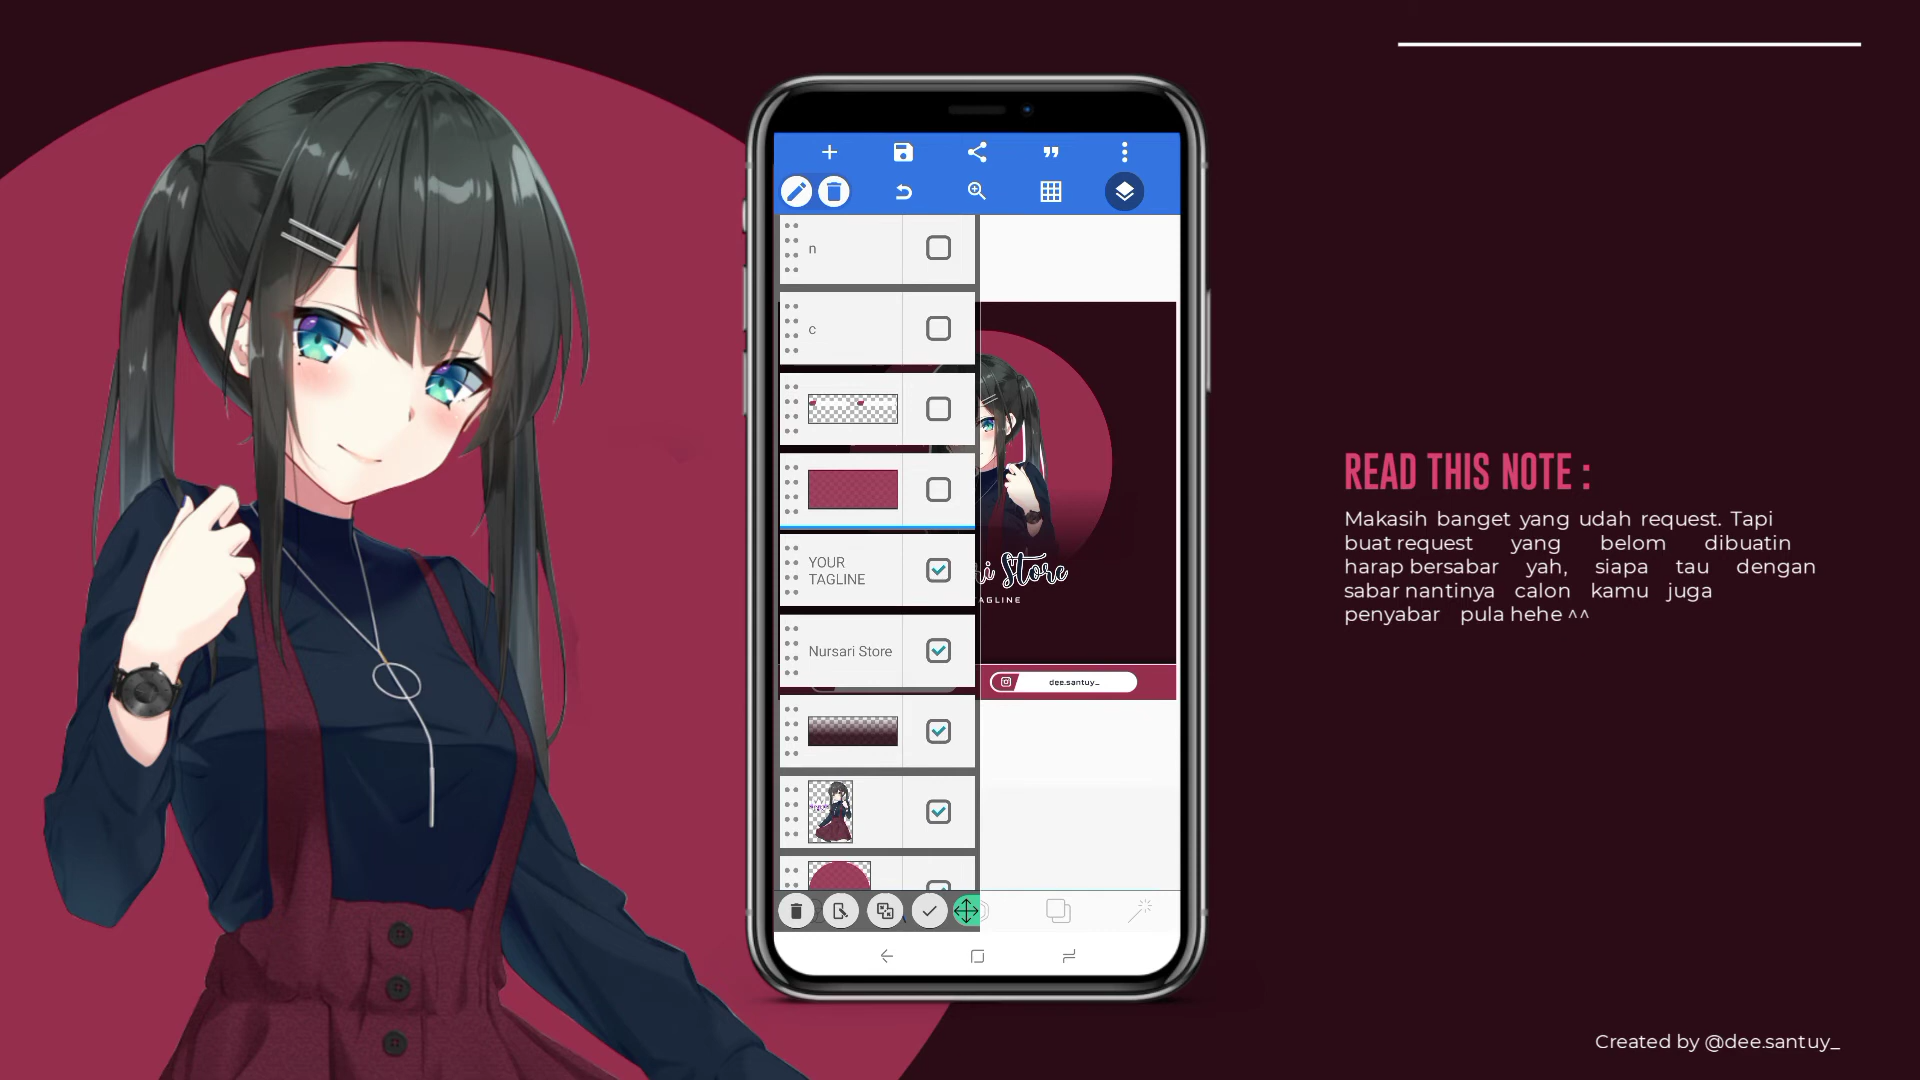 n
c
YOUR
TAGLINE
Nursari Store
ri Store
AGLINE
dee.santuy_
READ THIS NOTE :
Makasih banget yang udah request. Tapi
buat request yang belom dibuatin
harap bersabar yah, siapa tau dengan
sabar nantinya calon kamu juga
penyabar pula hehe ^^
Created by @dee.santuy_